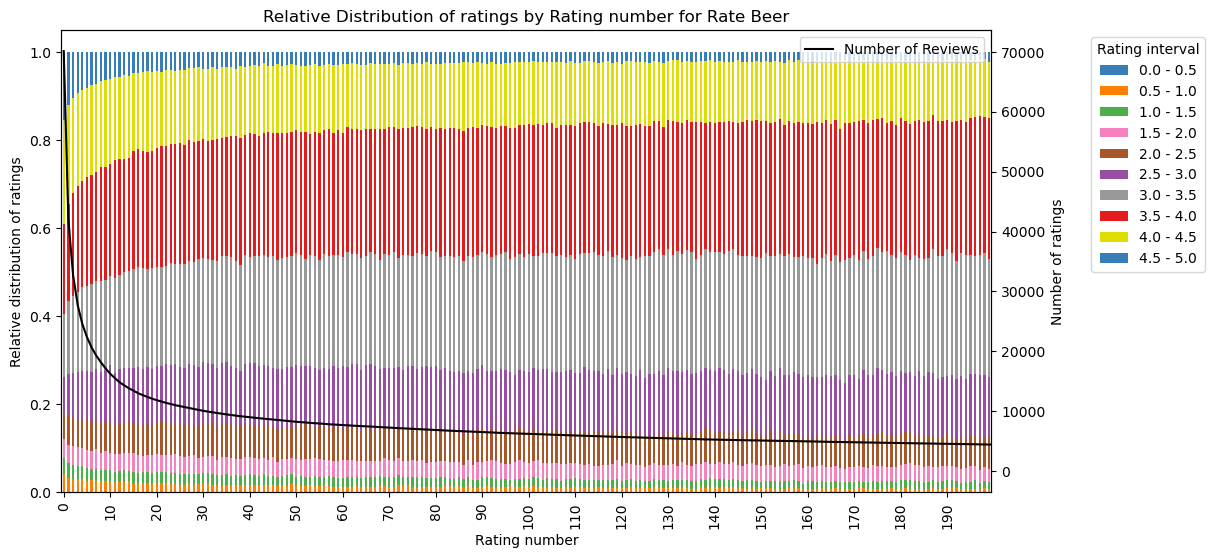 Relative Distribution of ratings by Rating number for Rate Beer
Relative distribution of ratings
1.0
0.8
0.6
0.4
0.2
0.0
Number of Reviews
70000
60000
50000
40000
30000
20000
10000
0
Number of ratings
Rating interval
0.0 - 0.5
0.5 - 1.0
1.0 - 1.5
1.5 - 2.0
2.0 - 2.5
2.5 - 3.0
3.0 - 3.5
3.5 - 4.0
4.0 - 4.5
4.5 - 5.0
0 10 20 30 40 50 60 70 80 90 100 110 120 130 140 150 160 170 180 190
Rating number